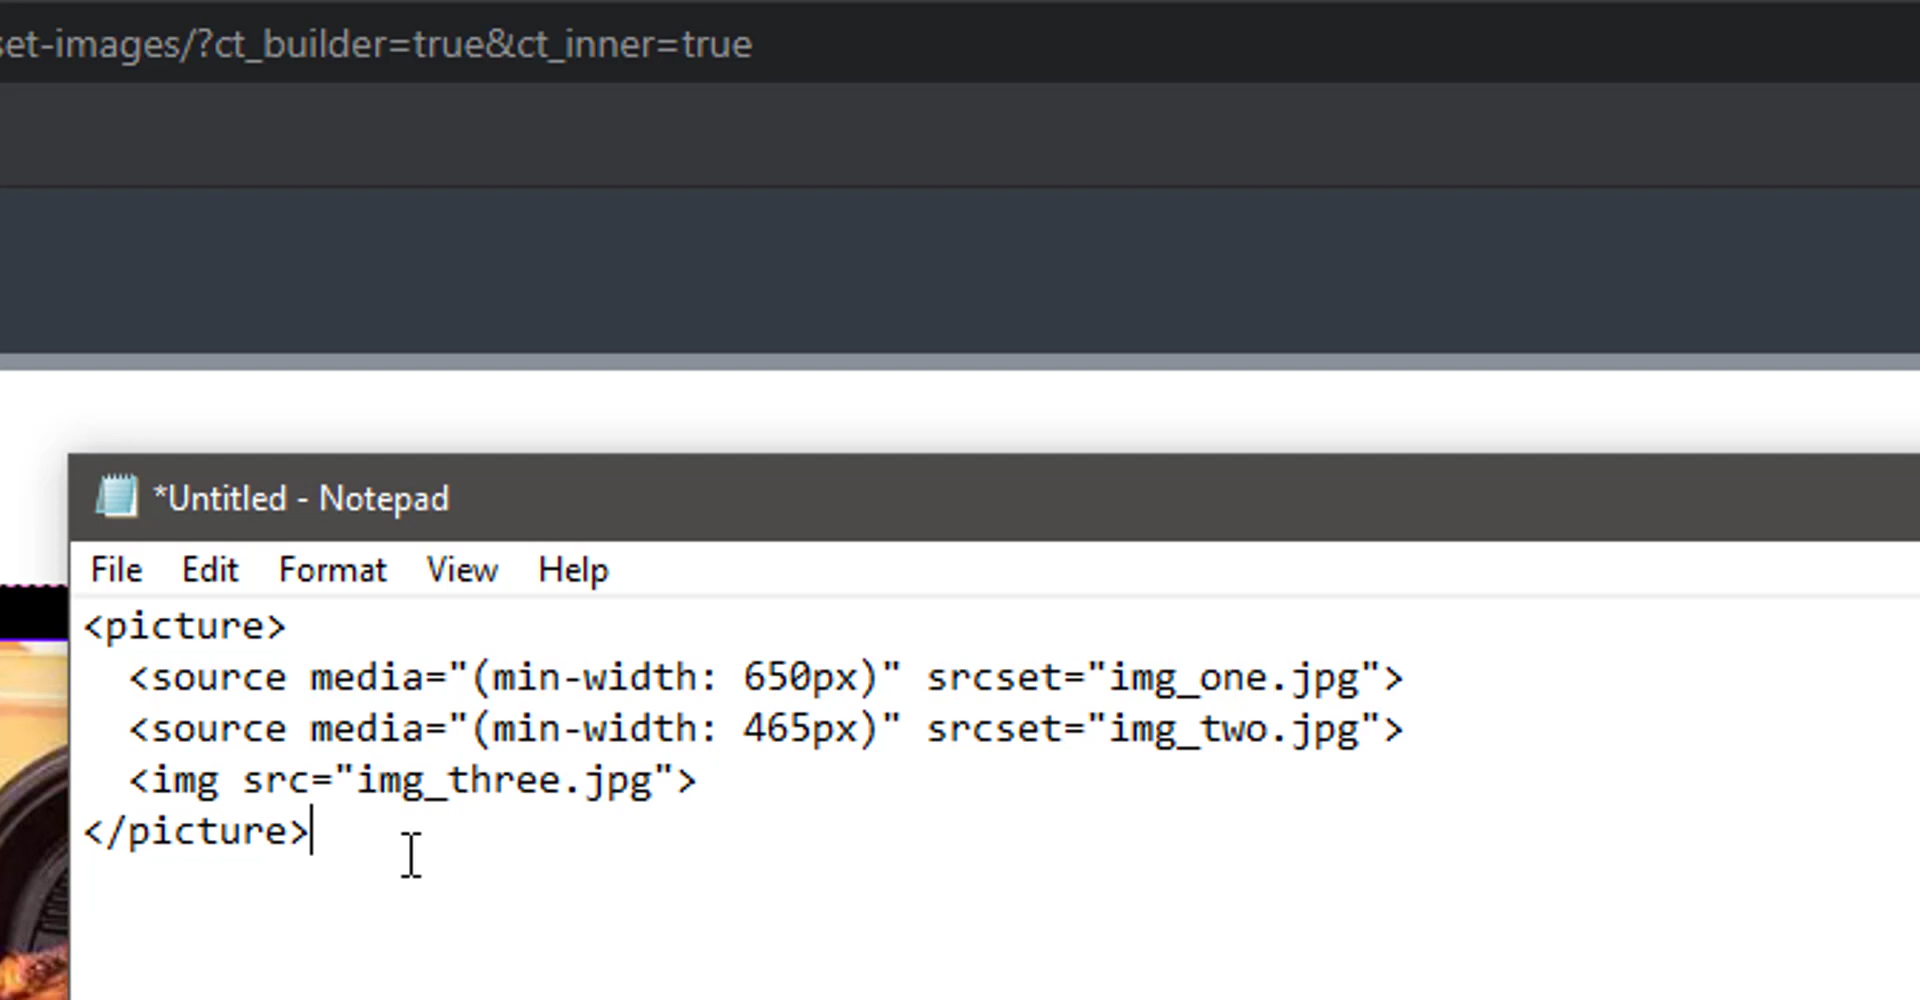 set-images/?ct_builder=true&ct_inner=true
*Untitled - Notepad
File Edit Format View Help
<picture>
  <source media="(min-width: 650px)" srcset="img_one.jpg">
  <source media="(min-width: 465px)" srcset="img_two.jpg">
  <img src="img_three.jpg">
</picture>